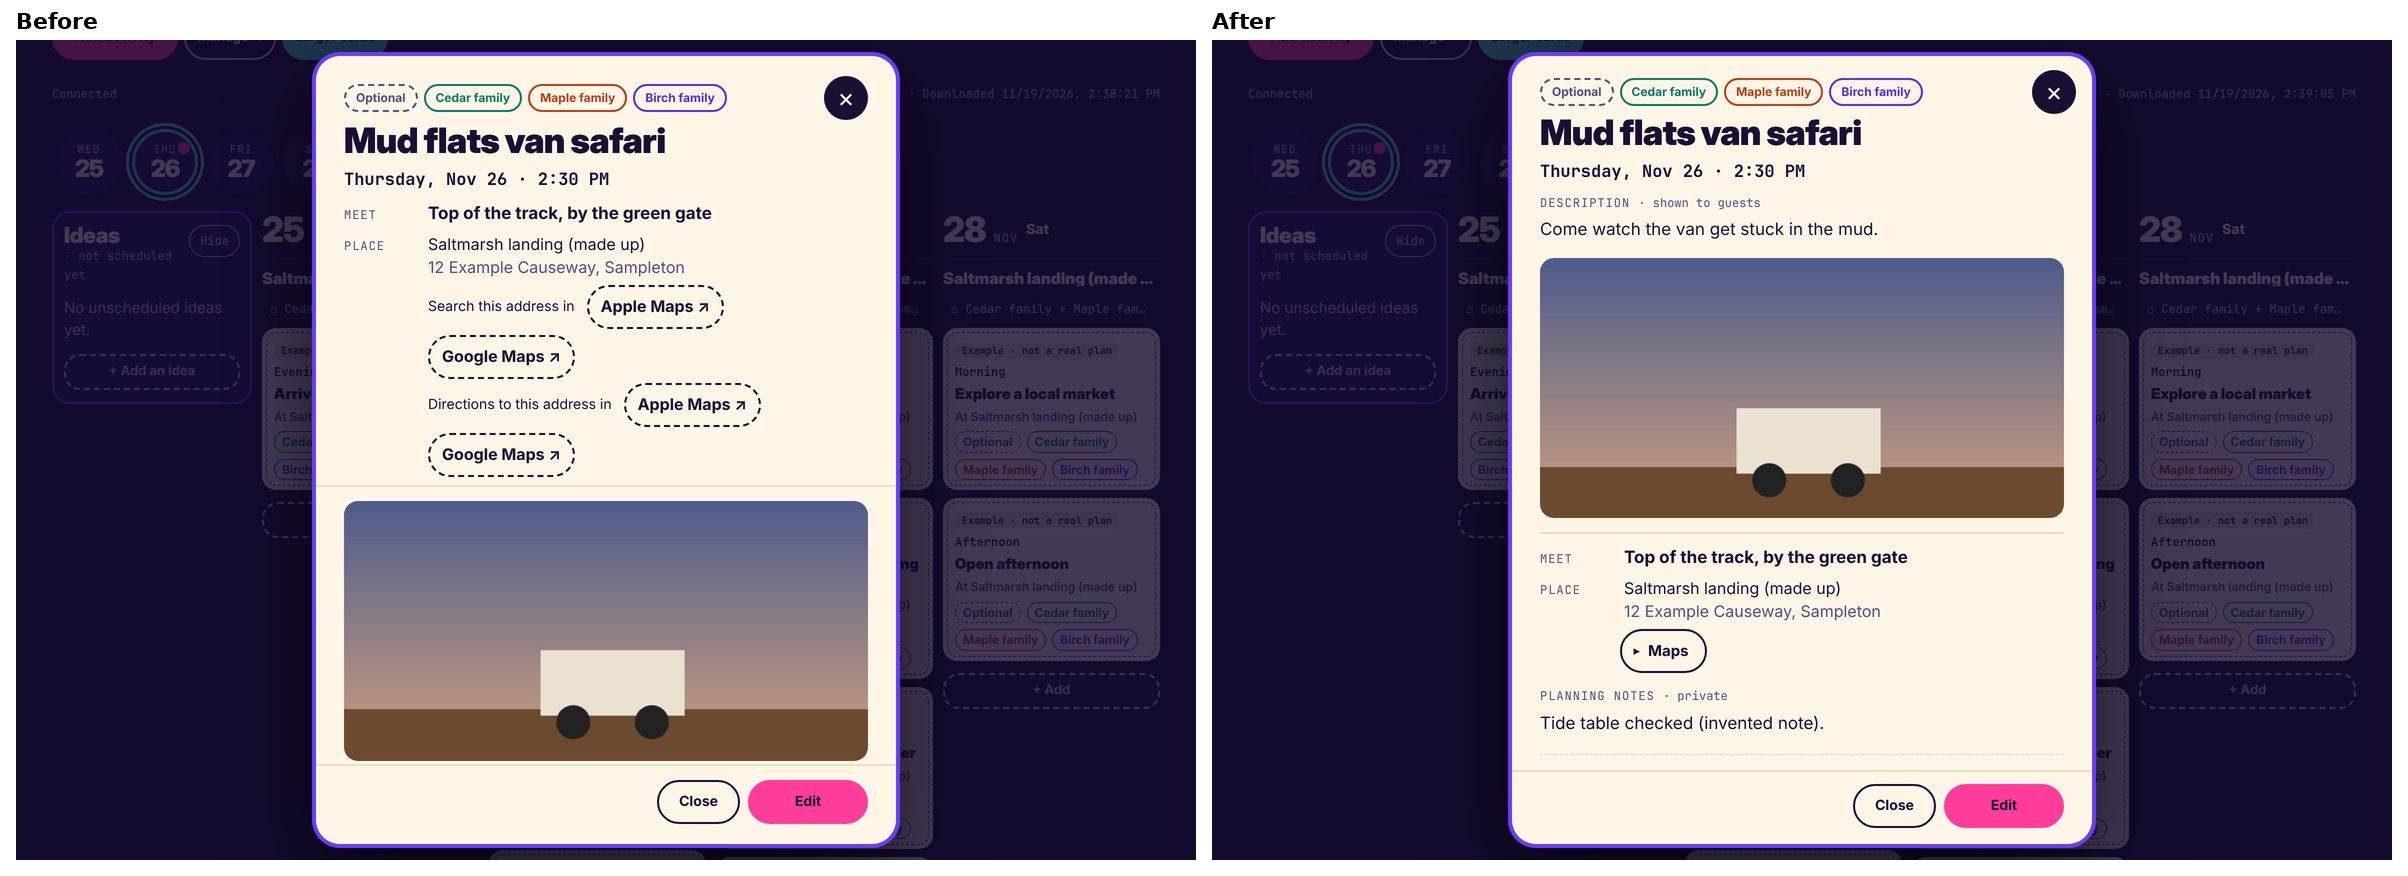 Before
Connected
· Downloaded 11/19/2026, 2:38:21 PM
WED
25
THU
26
FRI
27
Ideas
Hide
· not scheduled
yet
No unscheduled ideas
yet.
+ Add an idea
25
Optional
Cedar family
Maple family
Birch family
×
Mud flats van safari
Thursday, Nov 26 · 2:30 PM
MEET
Top of the track, by the green gate
PLACE
Saltmarsh landing (made up)
12 Example Causeway, Sampleton
Search this address in
Apple Maps ↗
Google Maps ↗
Directions to this address in
Apple Maps ↗
Google Maps ↗
Close
Edit
28 NOV Sat
Saltmarsh landing (made …
⌂ Cedar family + Maple fam…
Example · not a real plan
Morning
Explore a local market
At Saltmarsh landing (made up)
Optional
Cedar family
Maple family
Birch family
Example · not a real plan
Afternoon
Open afternoon
At Saltmarsh landing (made up)
Optional
Cedar family
Maple family
Birch family
+ Add
After
Connected
· Downloaded 11/19/2026, 2:39:05 PM
WED
25
THU
26
FRI
27
Ideas
Hide
· not scheduled
yet
No unscheduled ideas
yet.
+ Add an idea
25
Optional
Cedar family
Maple family
Birch family
×
Mud flats van safari
Thursday, Nov 26 · 2:30 PM
DESCRIPTION · shown to guests
Come watch the van get stuck in the mud.
MEET
Top of the track, by the green gate
PLACE
Saltmarsh landing (made up)
12 Example Causeway, Sampleton
▸ Maps
PLANNING NOTES · private
Tide table checked (invented note).
Close
Edit
28 NOV Sat
Saltmarsh landing (made …
⌂ Cedar family + Maple fam…
Example · not a real plan
Morning
Explore a local market
At Saltmarsh landing (made up)
Optional
Cedar family
Maple family
Birch family
Example · not a real plan
Afternoon
Open afternoon
At Saltmarsh landing (made up)
Optional
Cedar family
Maple family
Birch family
+ Add